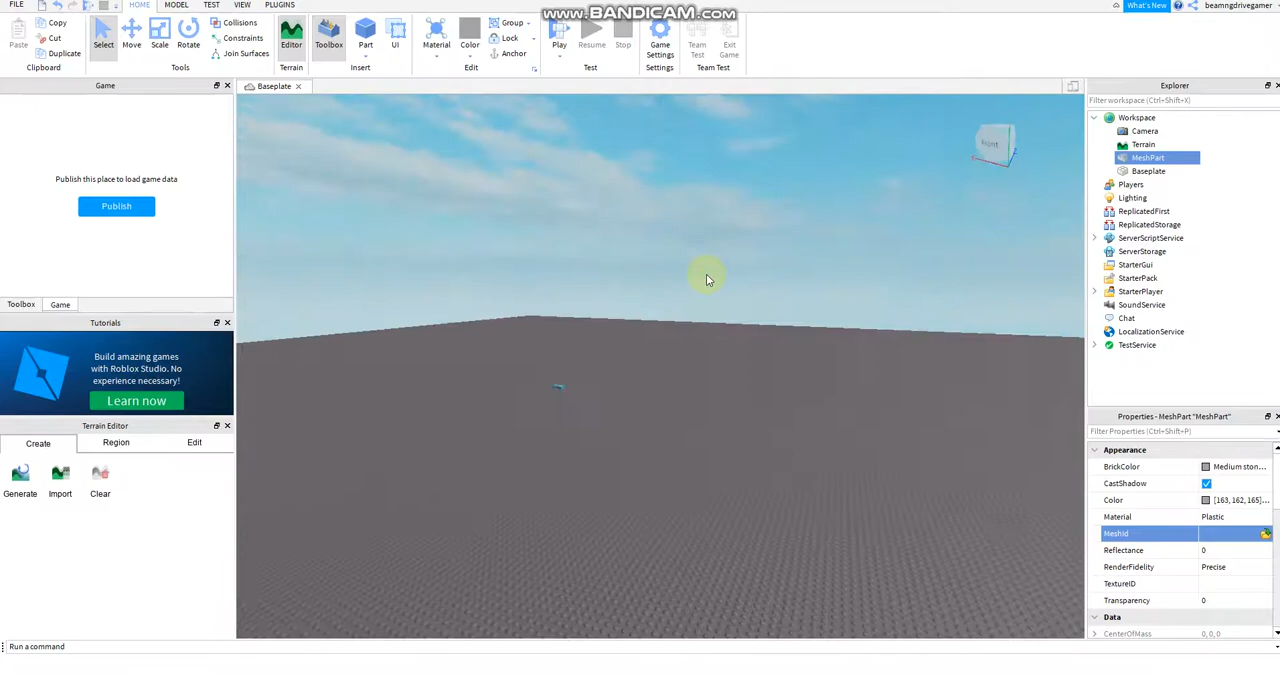 FILE HOME MODEL TEST VIEW PLUGINS
www.BANDICAM.com
What's New beamngdrivegamer
Paste Copy Cut Duplicate
Select Move Scale Rotate Collisions Constraints Join Surfaces
Editor Toolbox Part UI
Material Color Group Lock Anchor
Play Resume Stop Game Settings Team Test Exit Game
Clipboard Tools Terrain Insert Edit Test Settings Team Test
Game
Publish this place to load game data
Publish
Toolbox Game
Tutorials
Build amazing games
with Roblox Studio. No
experience necessary!
Learn now
Terrain Editor
Create Region Edit
Generate Import Clear
Run a command
Baseplate
Explorer
Filter workspace (Ctrl+Shift+X)
Workspace
Camera
Terrain
MeshPart
Baseplate
Players
Lighting
ReplicatedFirst
ReplicatedStorage
ServerScriptService
ServerStorage
StarterGui
StarterPack
StarterPlayer
SoundService
Chat
LocalizationService
TestService
Properties - MeshPart "MeshPart"
Filter Properties (Ctrl+Shift+P)
Appearance
BrickColor Medium ston...
CastShadow
Color [163, 162, 165]...
Material Plastic
MeshId
Reflectance 0
RenderFidelity Precise
TextureID
Transparency 0
Data
CenterOfMass 0, 0, 0